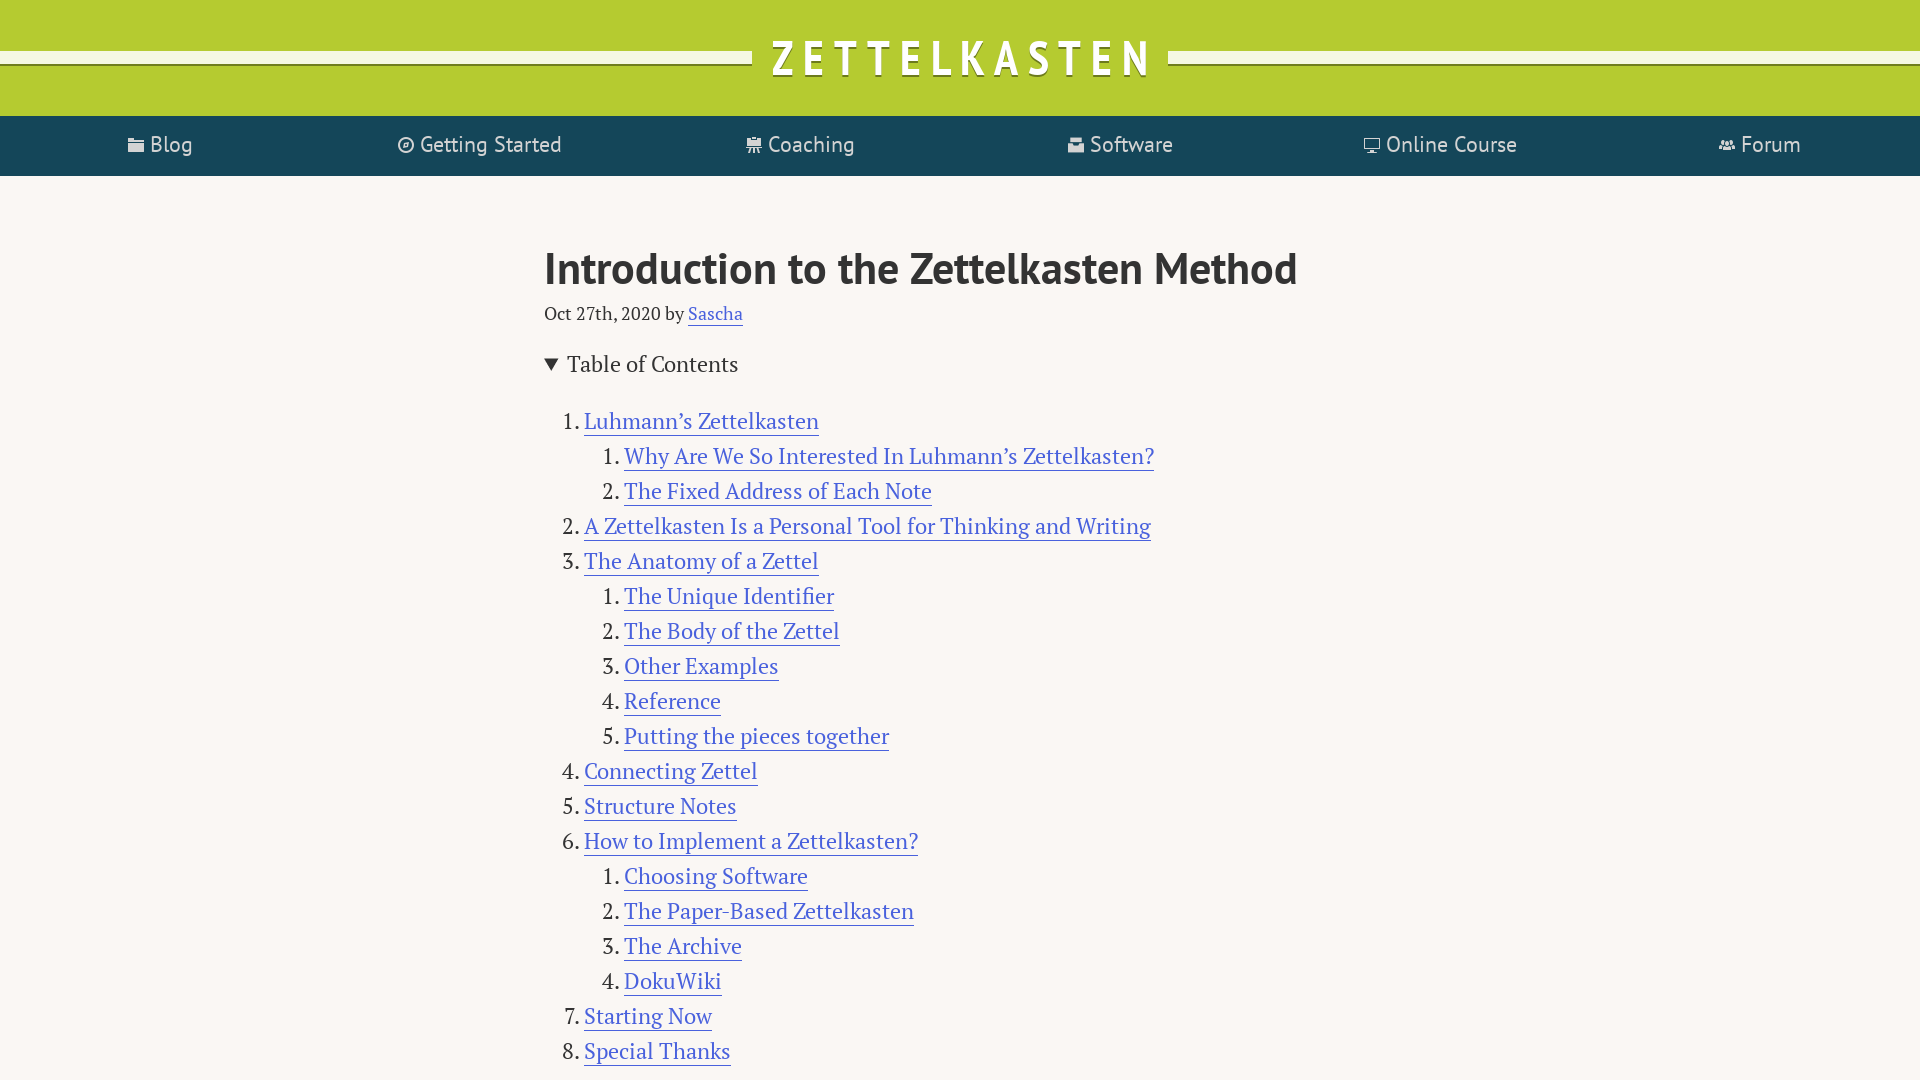 ZETTELKASTEN
Blog
Getting Started
Coaching
Software
Online Course
Forum
Introduction to the Zettelkasten Method
Oct 27th, 2020 by Sascha
Table of Contents
1. Luhmann’s Zettelkasten
1. Why Are We So Interested In Luhmann’s Zettelkasten?
2. The Fixed Address of Each Note
2. A Zettelkasten Is a Personal Tool for Thinking and Writing
3. The Anatomy of a Zettel
1. The Unique Identifier
2. The Body of the Zettel
3. Other Examples
4. Reference
5. Putting the pieces together
4. Connecting Zettel
5. Structure Notes
6. How to Implement a Zettelkasten?
1. Choosing Software
2. The Paper-Based Zettelkasten
3. The Archive
4. DokuWiki
7. Starting Now
8. Special Thanks